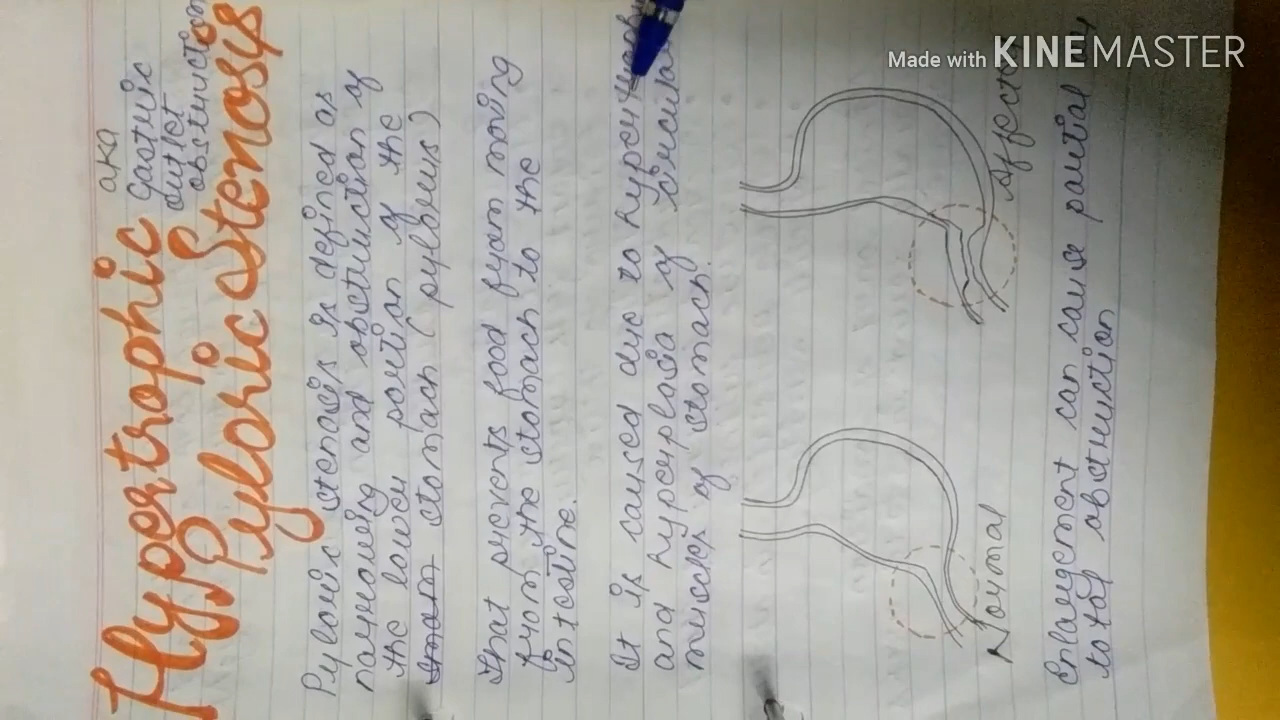 Hypertrophic
Pyloric Stenosis
aka
Gastric
outlet
obstruction
Pyloric stenosis is defined as
narrowing and obstruction of
the lower portion of the
stomach (pylorus)
that prevents food from moving
from the stomach to the
intestine.
It is caused due to hypertrophy
and hyperplasia of circular
muscles of stomach.
Normal
Affected
Enlargement can cause partial or
total obstruction
Made with KINEMASTER